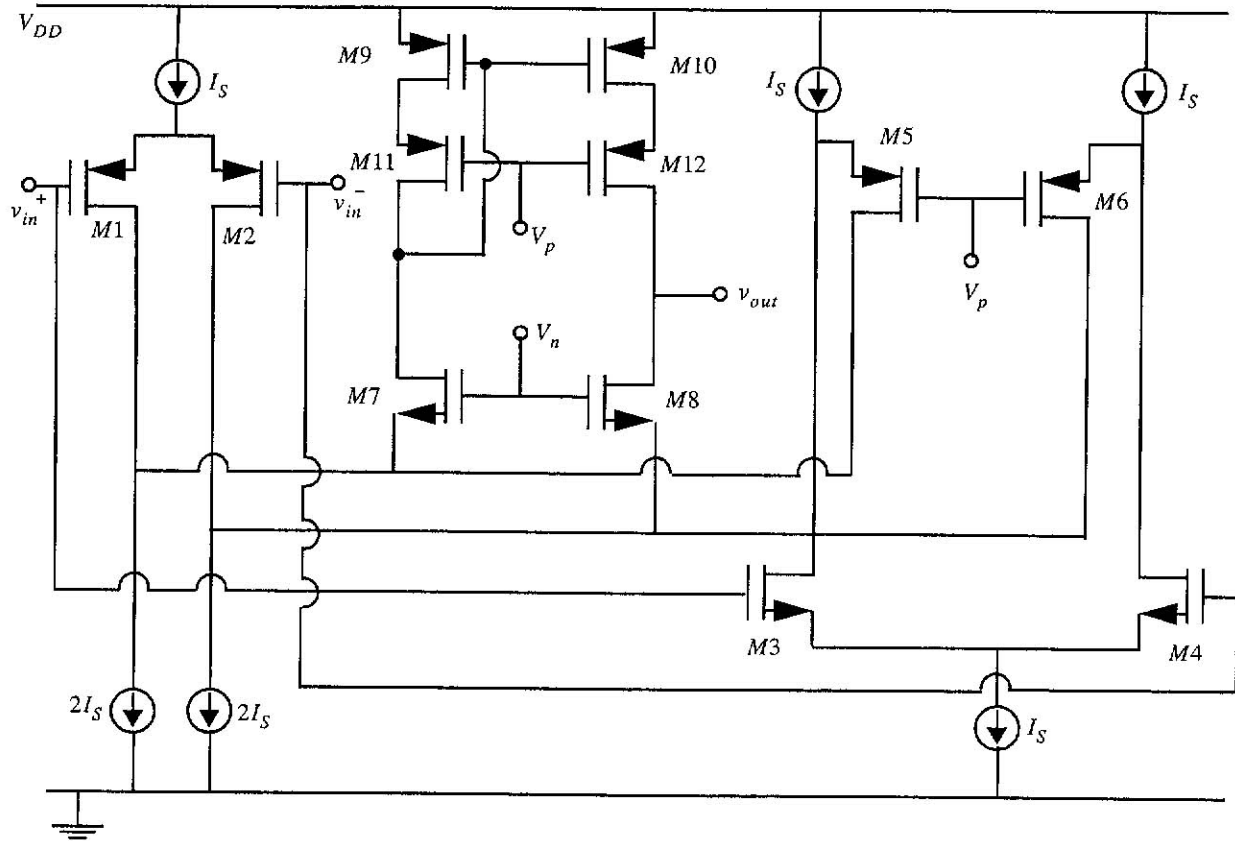 V_DD
M9
M10
I_S
I_S
I_S
M5
M11
M12
v_in^+
M1
M2
v_in^-
M6
V_p
V_p
v_out
V_n
M7
M8
M3
M4
2I_S
2I_S
I_S